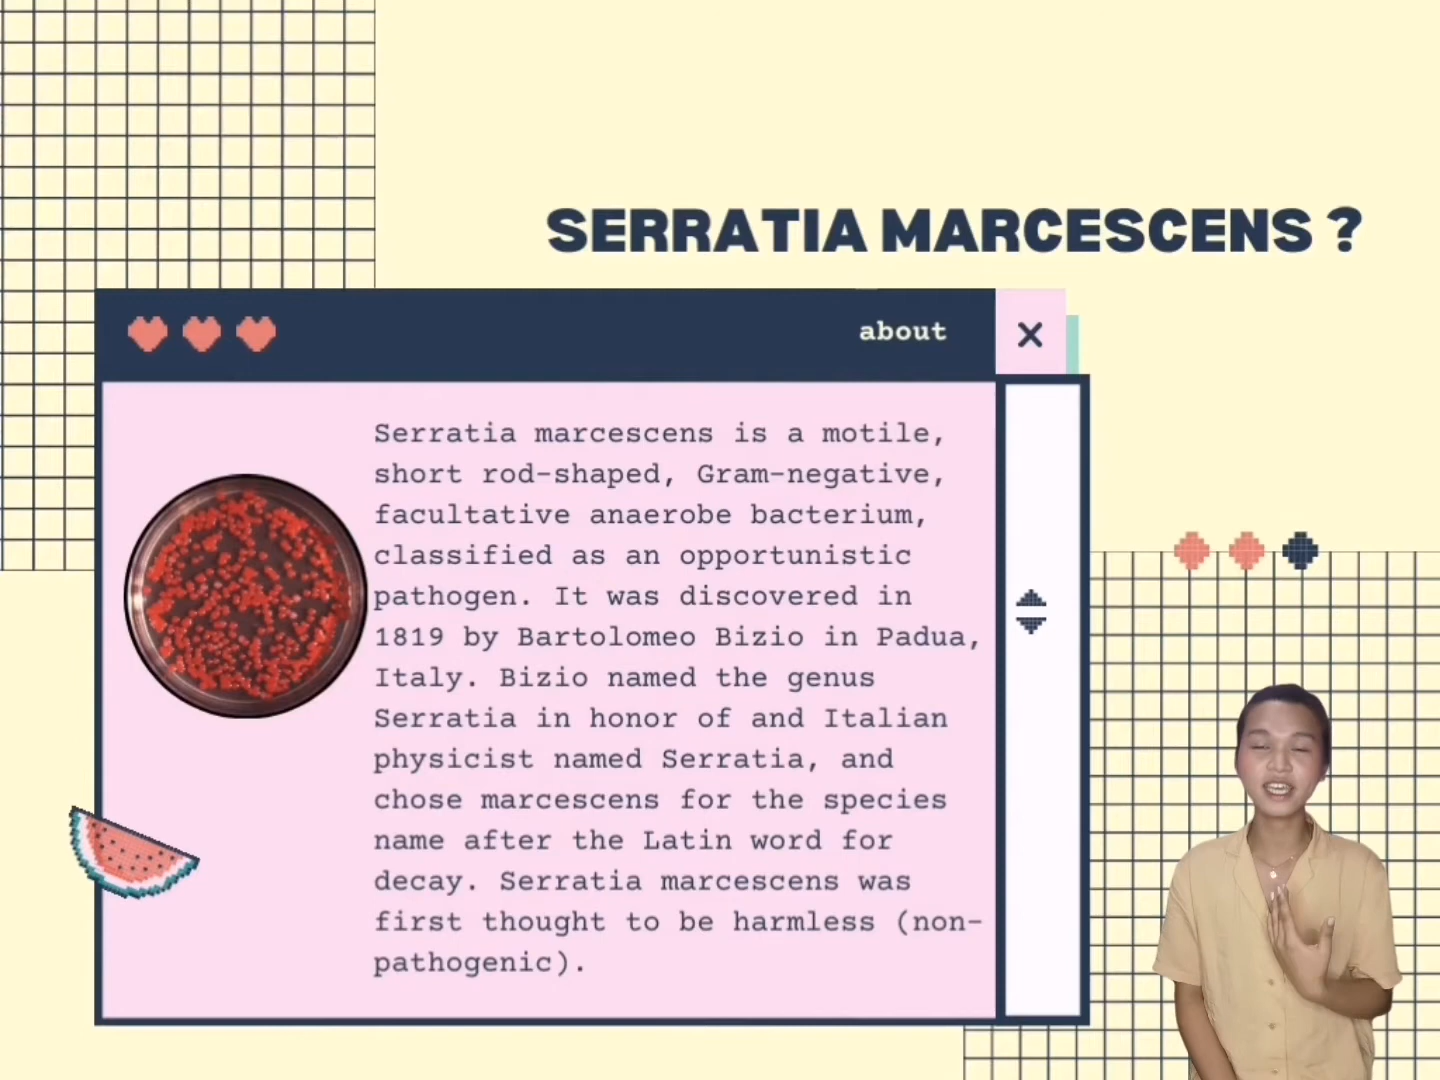 SERRATIA MARCESCENS ?
about
Serratia marcescens is a motile,
short rod-shaped, Gram-negative,
facultative anaerobe bacterium,
classified as an opportunistic
pathogen. It was discovered in
1819 by Bartolomeo Bizio in Padua,
Italy. Bizio named the genus
Serratia in honor of and Italian
physicist named Serratia, and
chose marcescens for the species
name after the Latin word for
decay. Serratia marcescens was
first thought to be harmless (non-
pathogenic).